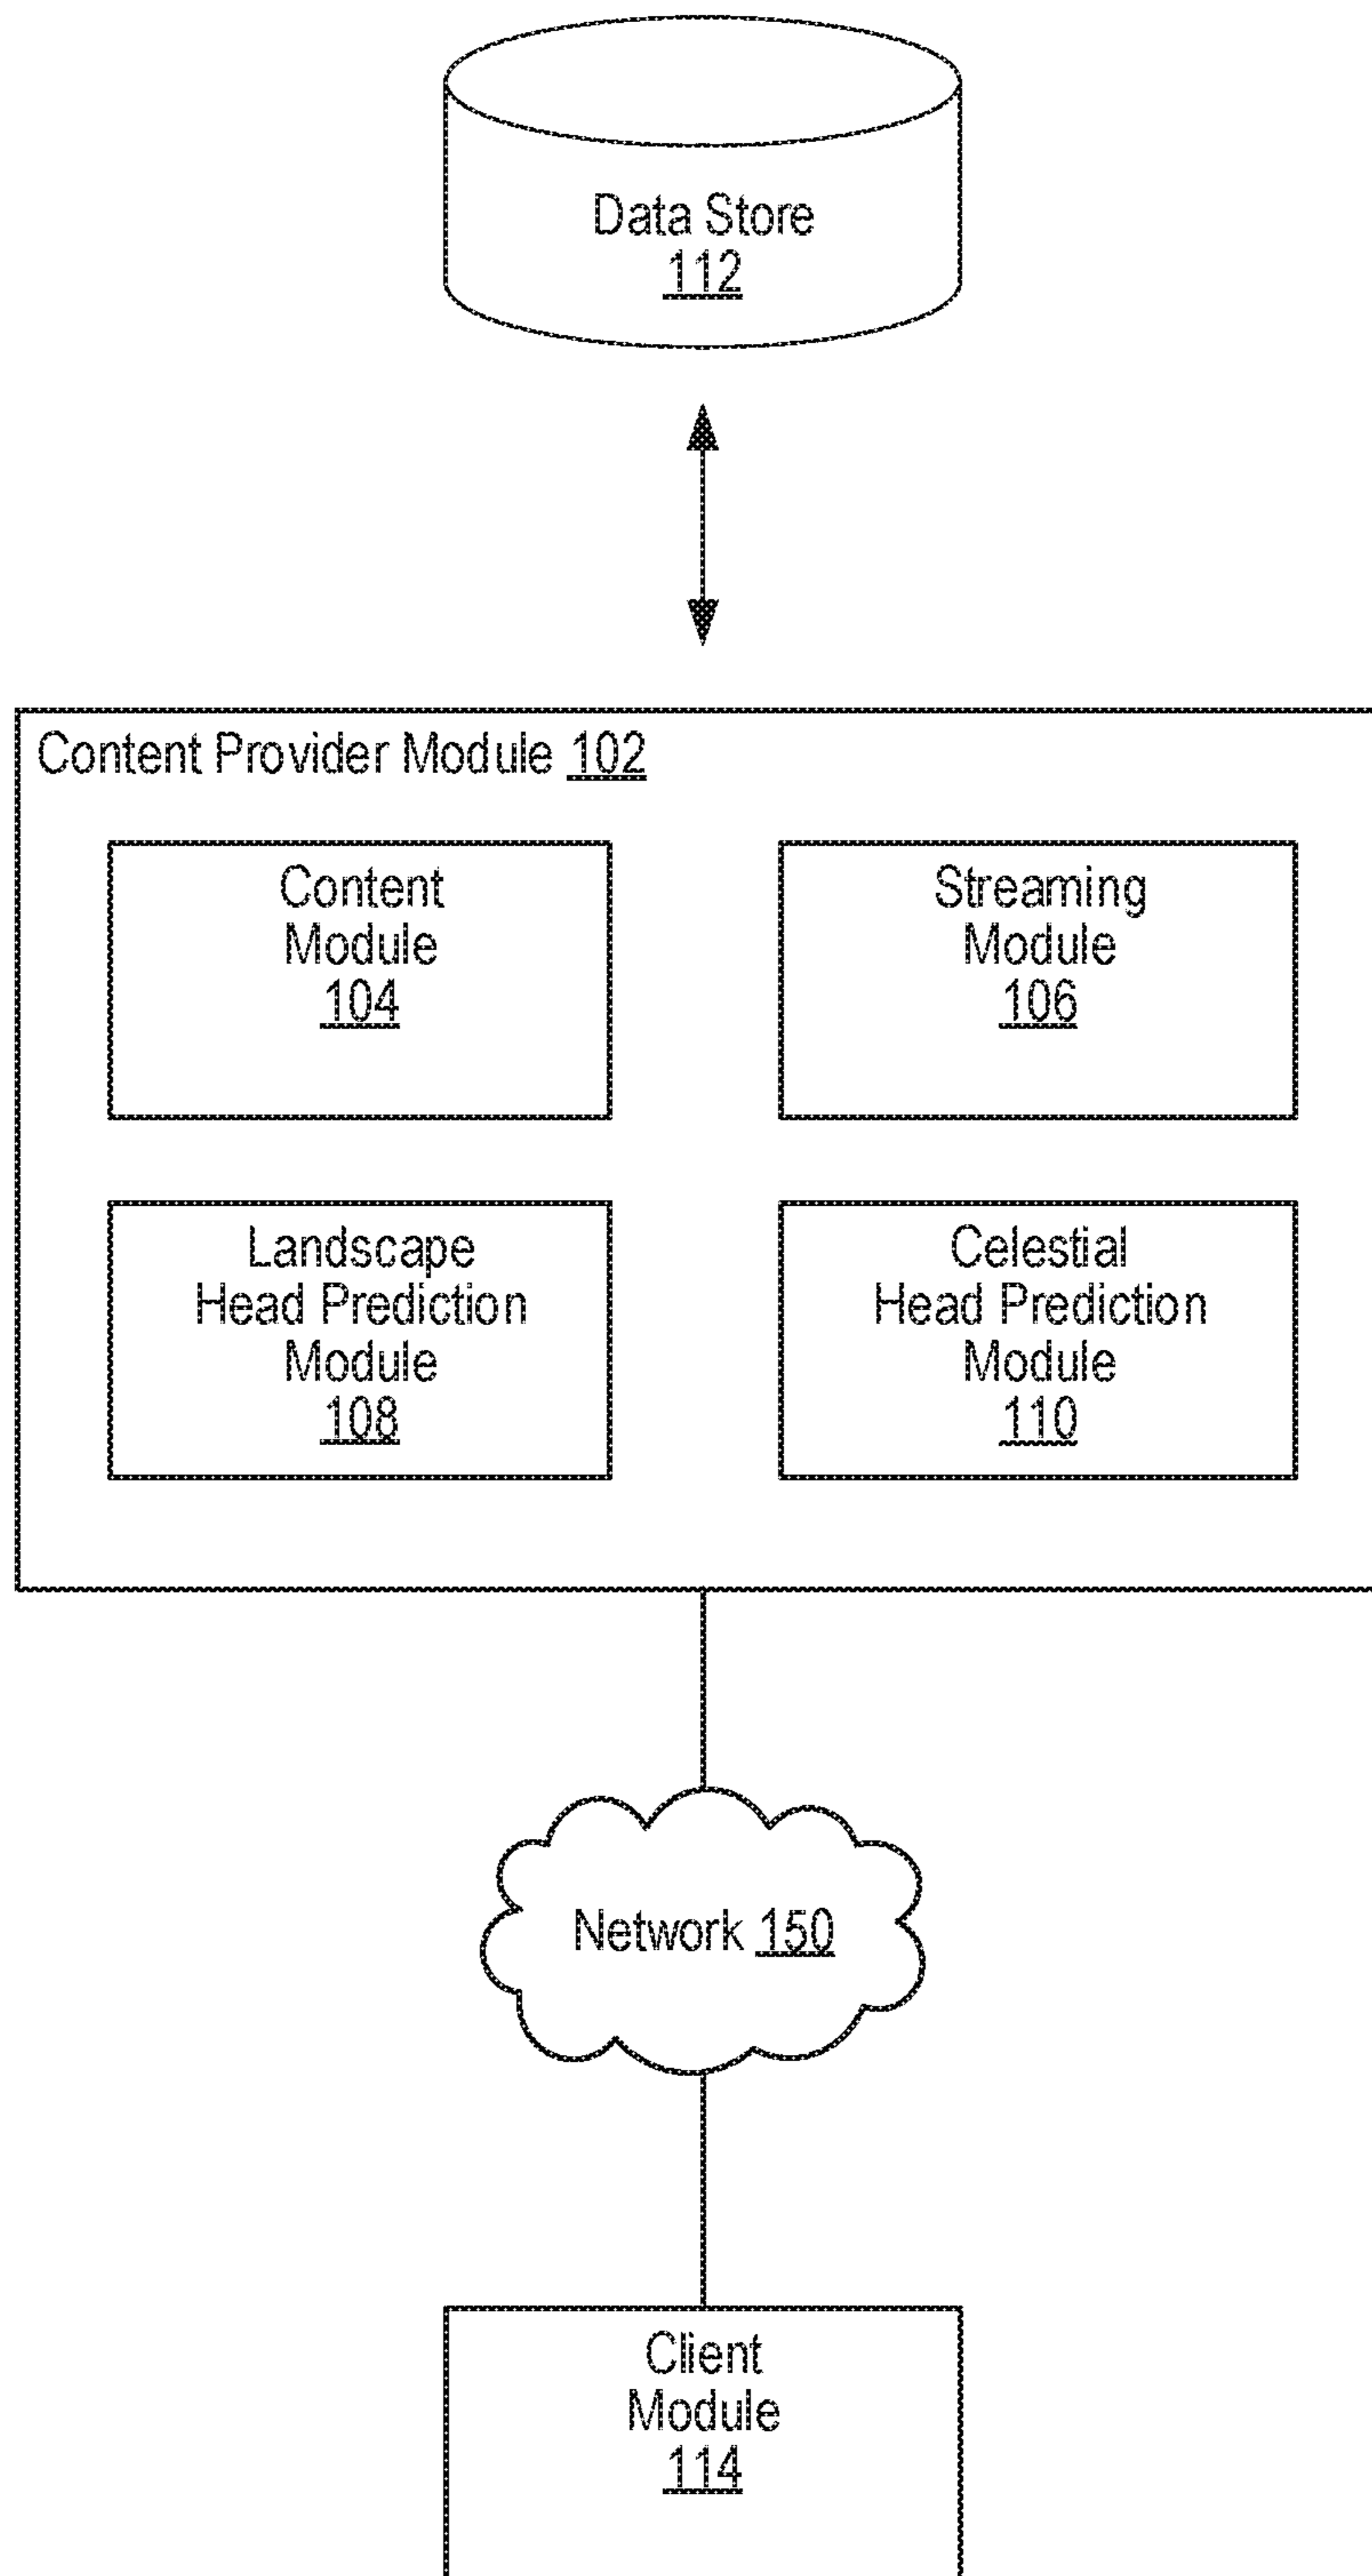 Data Store
112
Content Provider Module 102
Content
Module
104
Streaming
Module
106
Landscape
Head Prediction
Module
108
Celestial
Head Prediction
Module
110
Network 150
Client
Module
114